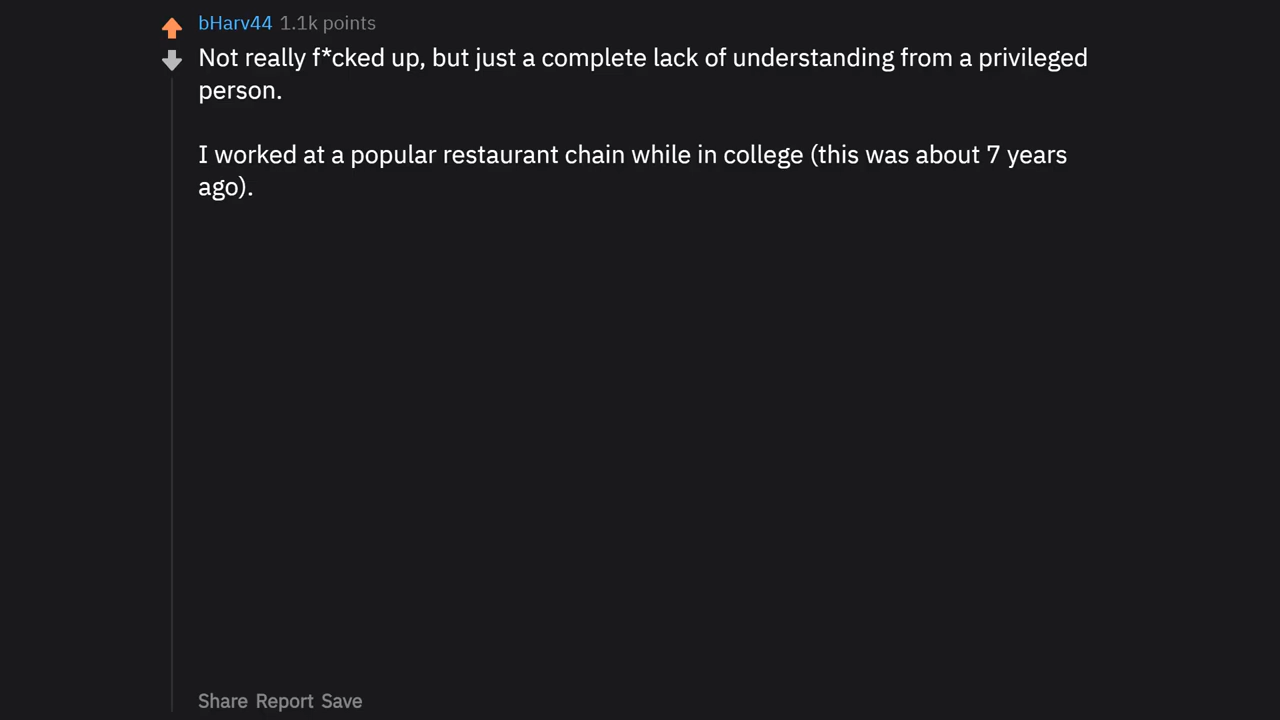 bHarv44 1.1k points
Not really f*cked up, but just a complete lack of understanding from a privileged
person.
I worked at a popular restaurant chain while in college (this was about 7 years
ago).
Share Report Save